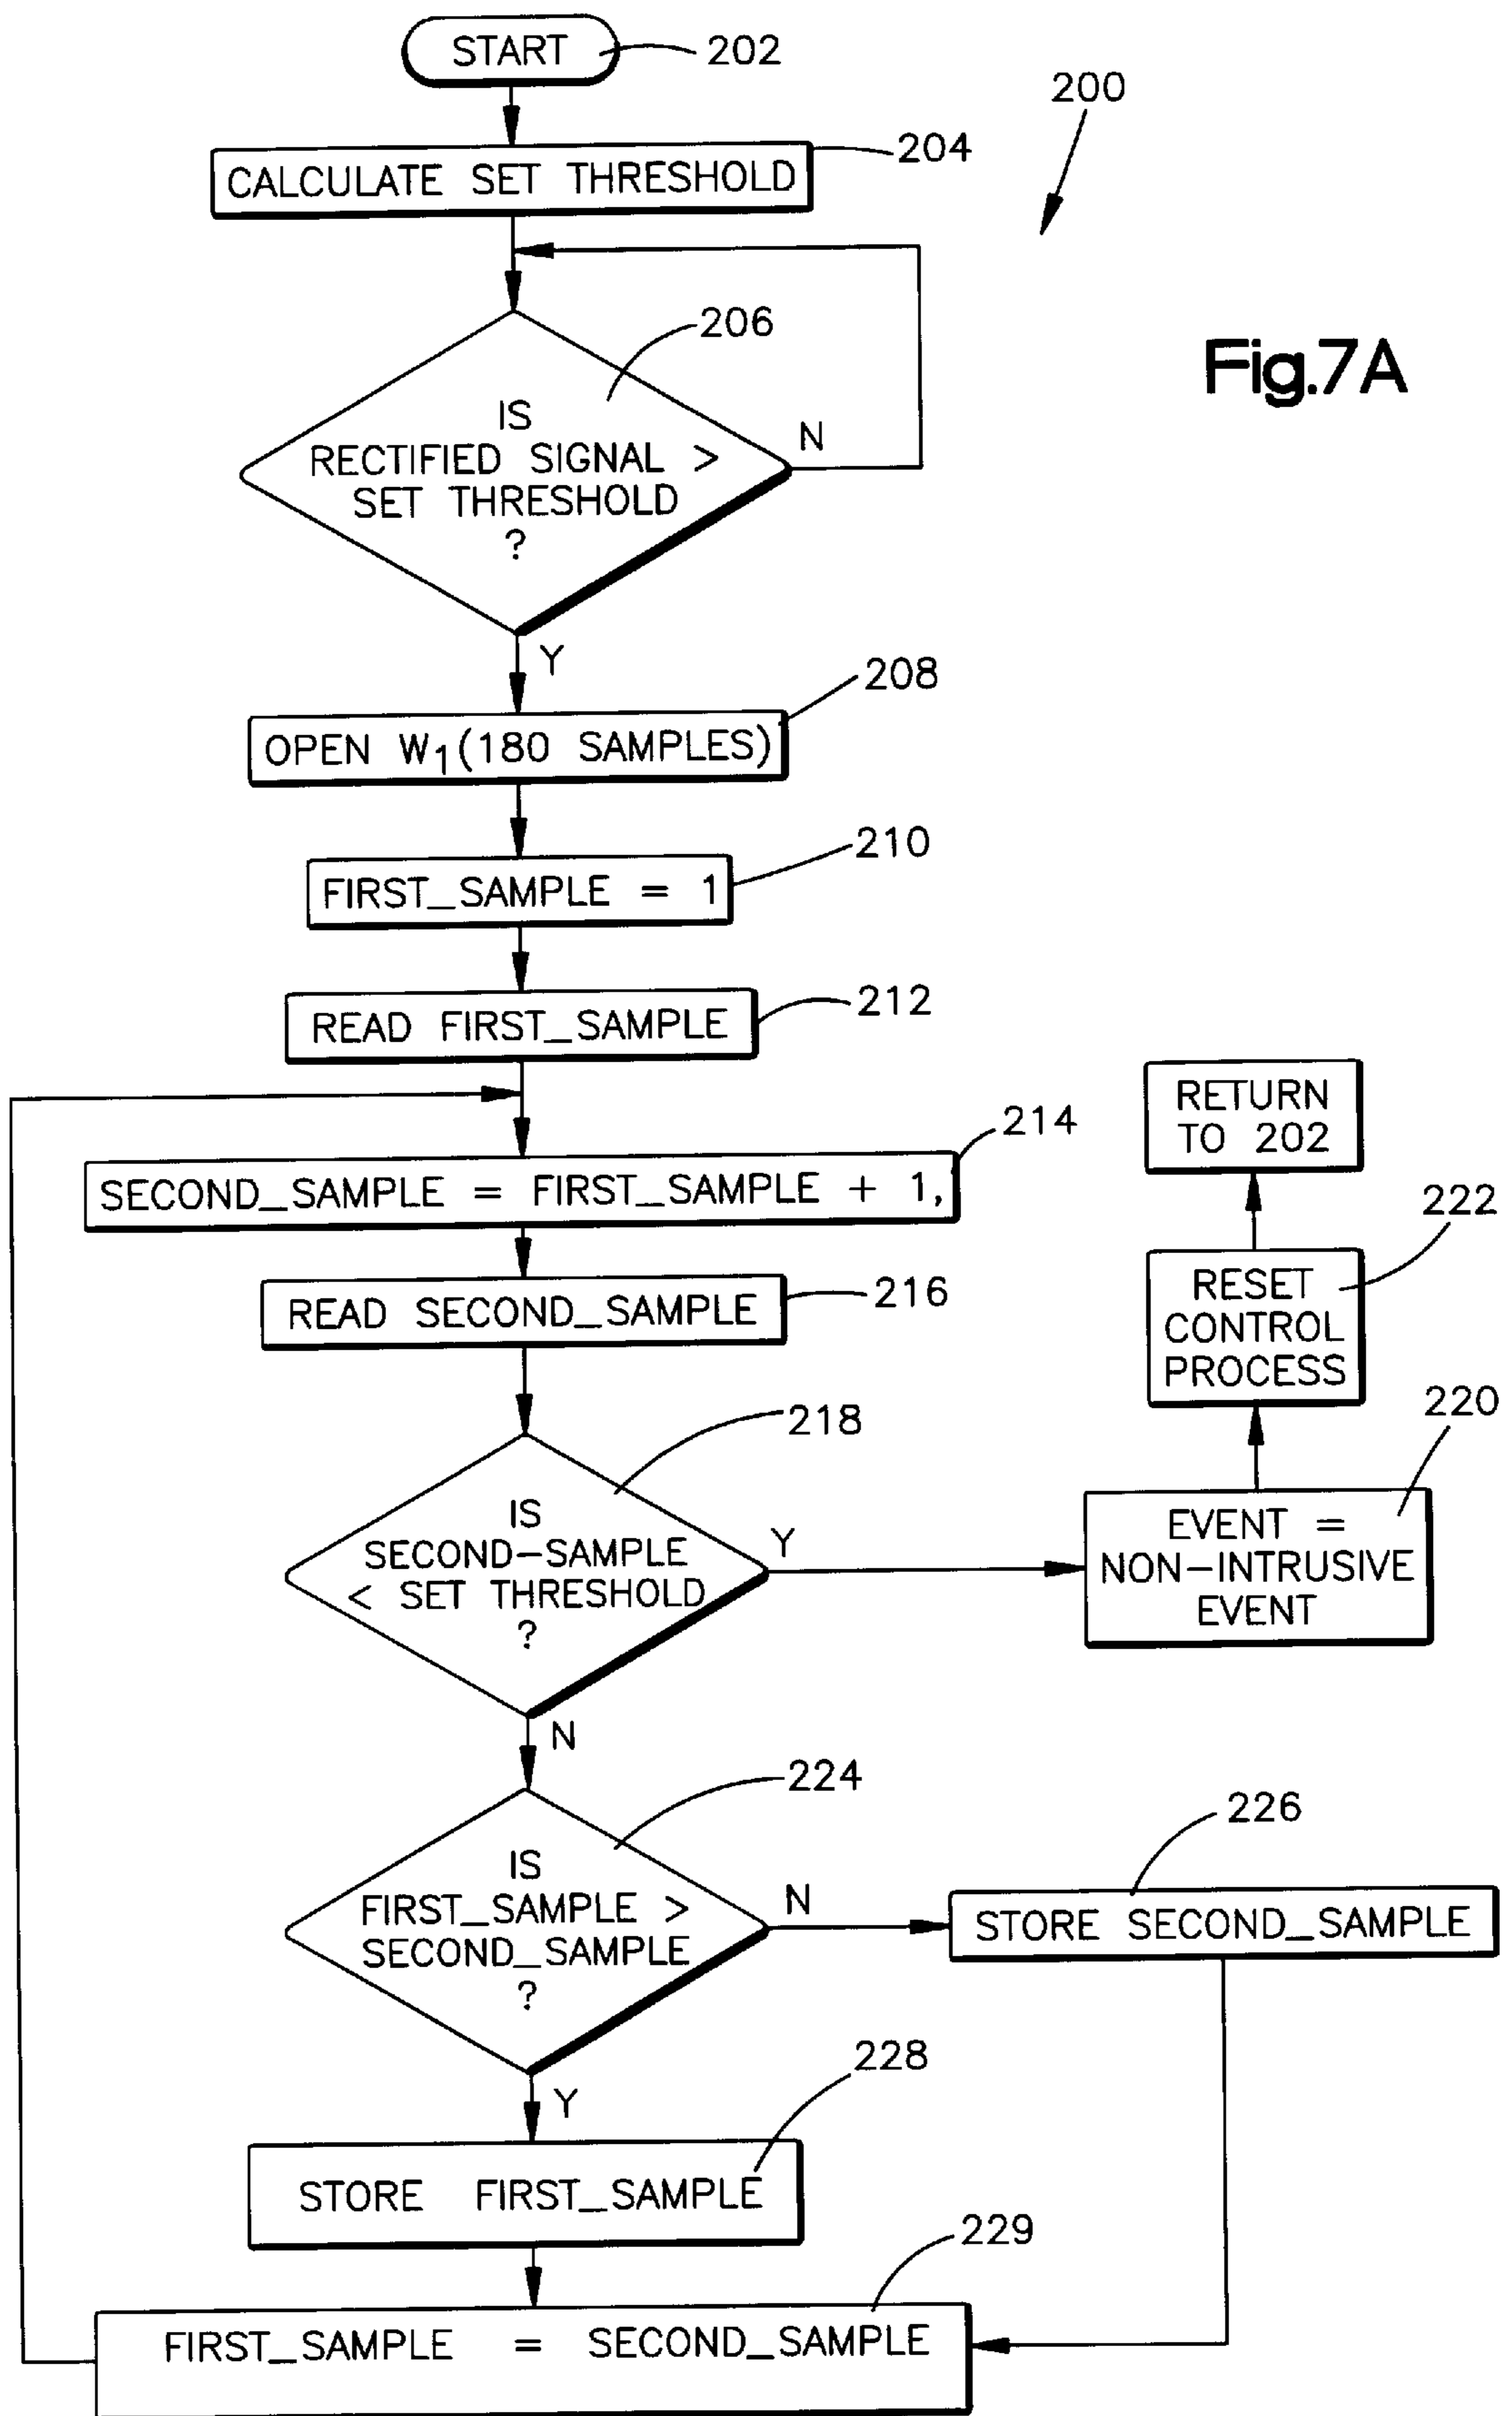 START
202
200
204
CALCULATE SET THRESHOLD
206
Fig.7A
IS
RECTIFIED SIGNAL >
SET THRESHOLD
?
N
Y
208
OPEN W1(180 SAMPLES)
210
FIRST_SAMPLE = 1
212
READ FIRST_SAMPLE
RETURN
TO 202
214
SECOND_SAMPLE = FIRST_SAMPLE + 1,
222
RESET
CONTROL
PROCESS
216
READ SECOND_SAMPLE
218
220
IS
SECOND-SAMPLE
< SET THRESHOLD
?
Y
EVENT =
NON-INTRUSIVE
EVENT
N
224
226
IS
FIRST_SAMPLE >
SECOND_SAMPLE
?
N
STORE SECOND_SAMPLE
Y
228
STORE FIRST_SAMPLE
229
FIRST_SAMPLE = SECOND_SAMPLE